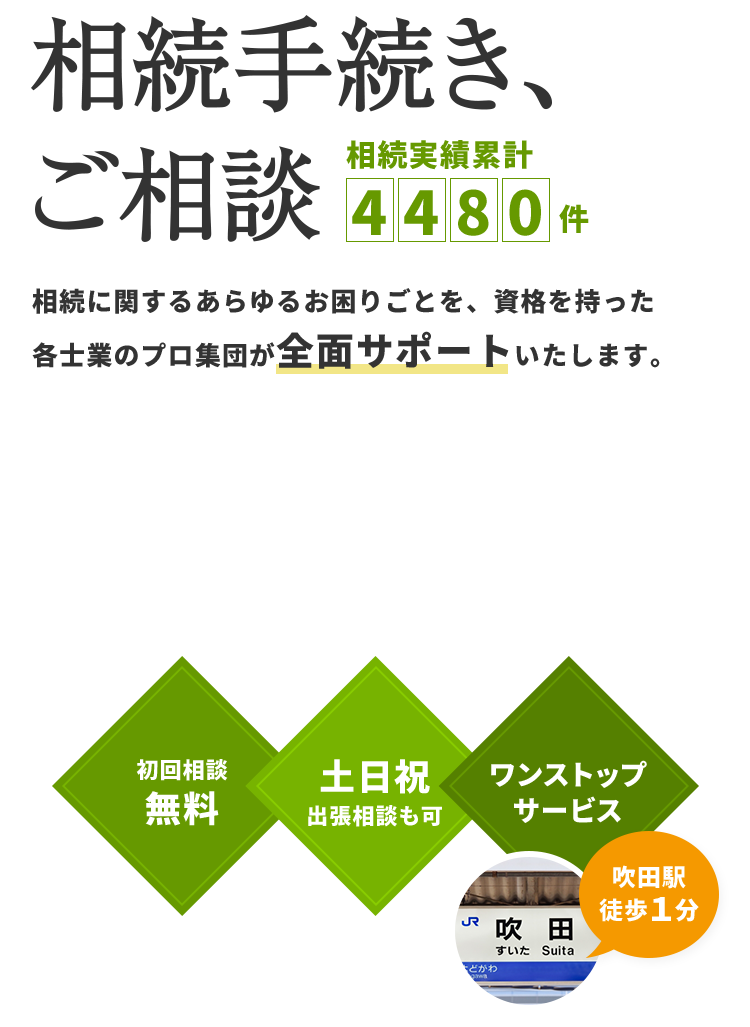 相続手続き、
ご相談
相続実績累計
4480件
相続に関するあらゆるお困りごとを、資格を持った
各士業のプロ集団が全面サポートいたします。
初回相談
無料
土日祝
出張相談も可
ワンストップ
サービス
吹田駅
徒歩1分
JR
吹田
すいた Suita
よどがわ